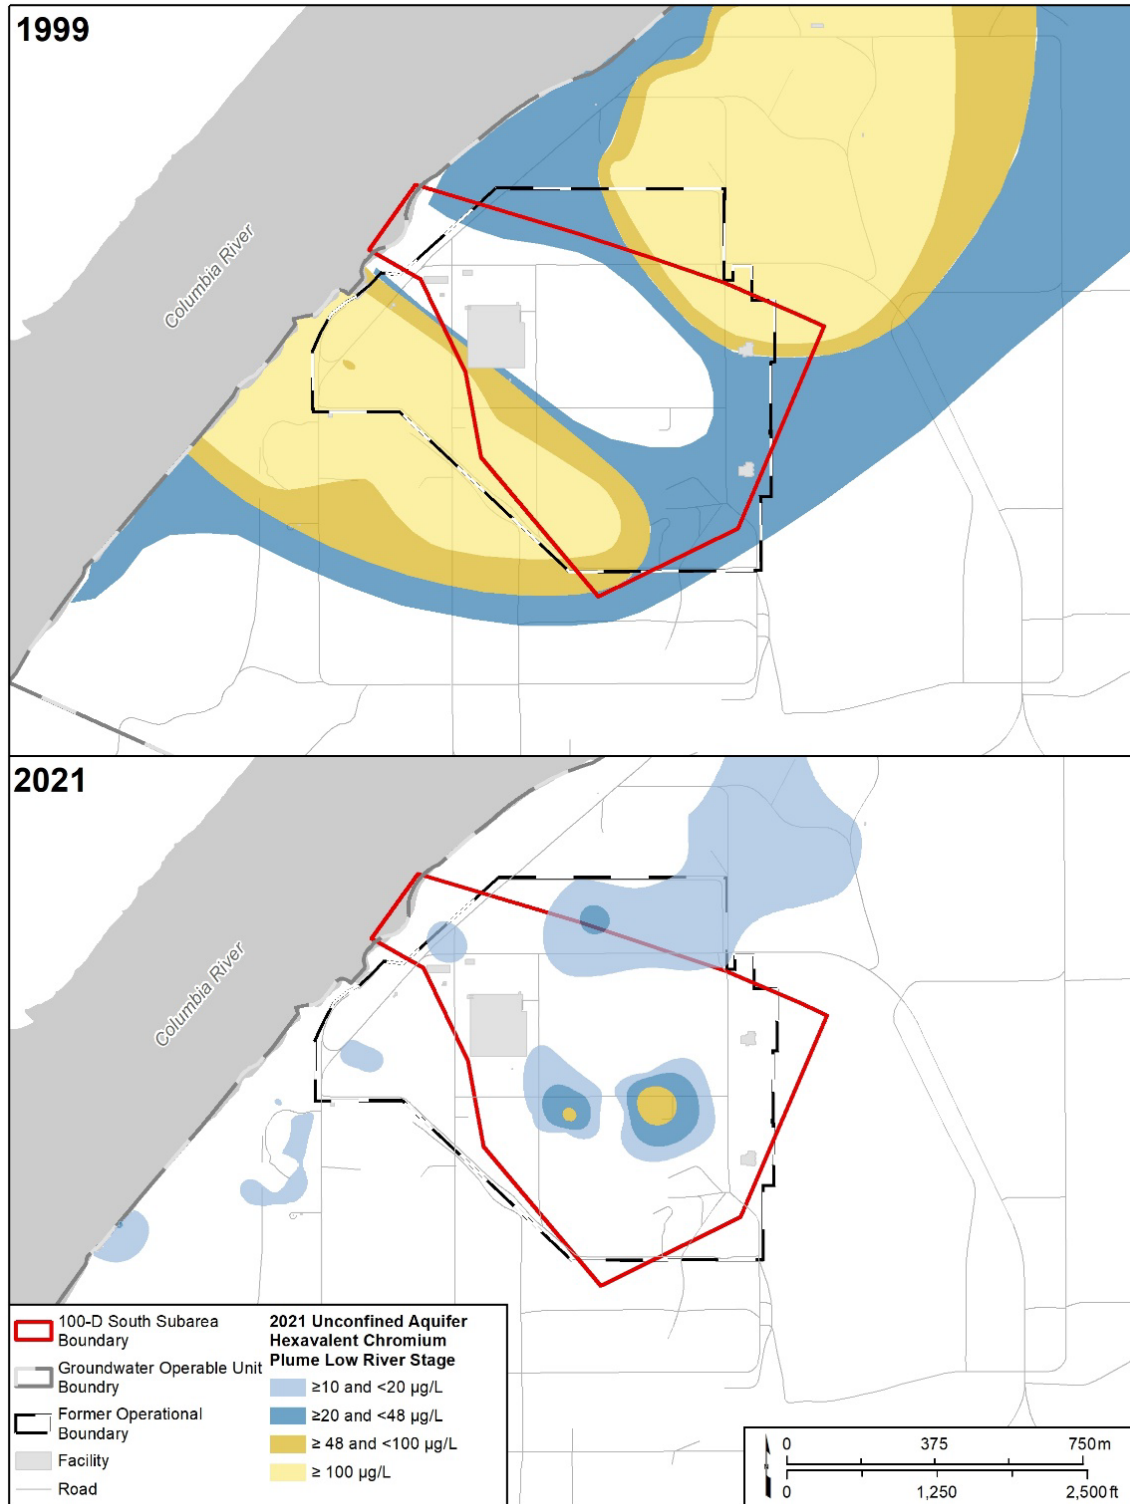 1999
Columbia River
2021
Columbia River
100-D South Subarea
Boundary
Groundwater Operable Unit
Boundry
Former Operational
Boundary
Facility
Road
2021 Unconfined Aquifer
Hexavalent Chromium
Plume Low River Stage
≥10 and <20 µg/L
≥20 and <48 µg/L
≥ 48 and <100 µg/L
≥ 100 µg/L
0 375 750 m
0 1,250 2,500 ft